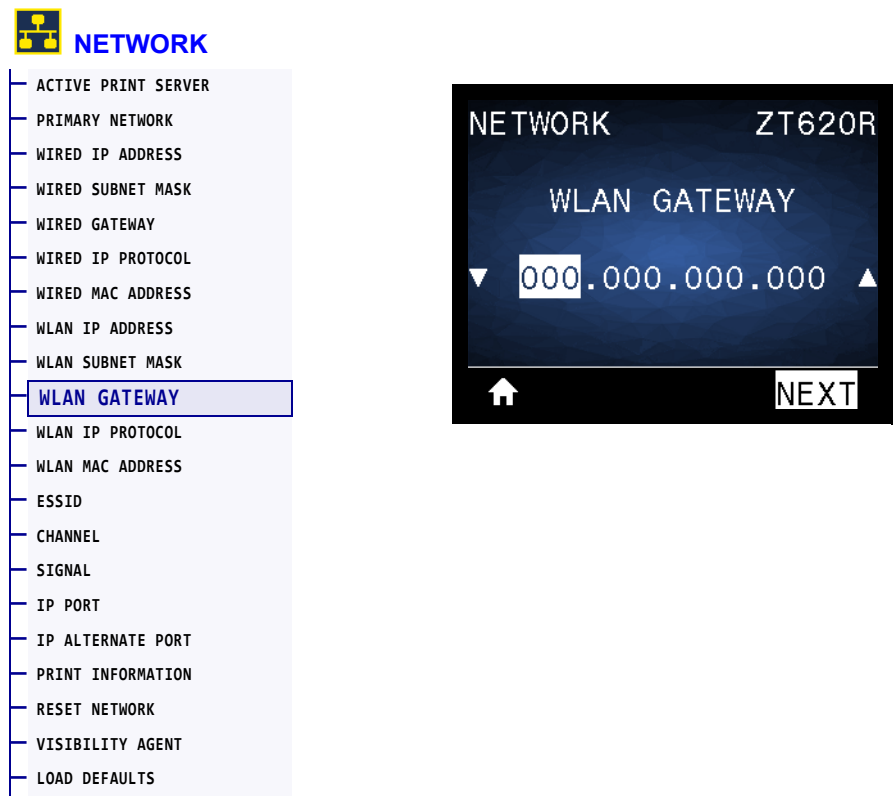 NETWORK
ACTIVE PRINT SERVER
PRIMARY NETWORK
WIRED IP ADDRESS
WIRED SUBNET MASK
WIRED GATEWAY
WIRED IP PROTOCOL
WIRED MAC ADDRESS
WLAN IP ADDRESS
WLAN SUBNET MASK
WLAN GATEWAY
WLAN IP PROTOCOL
WLAN MAC ADDRESS
ESSID
CHANNEL
SIGNAL
IP PORT
IP ALTERNATE PORT
PRINT INFORMATION
RESET NETWORK
VISIBILITY AGENT
LOAD DEFAULTS
NETWORK ZT620R
WLAN GATEWAY
000.000.000.000
NEXT